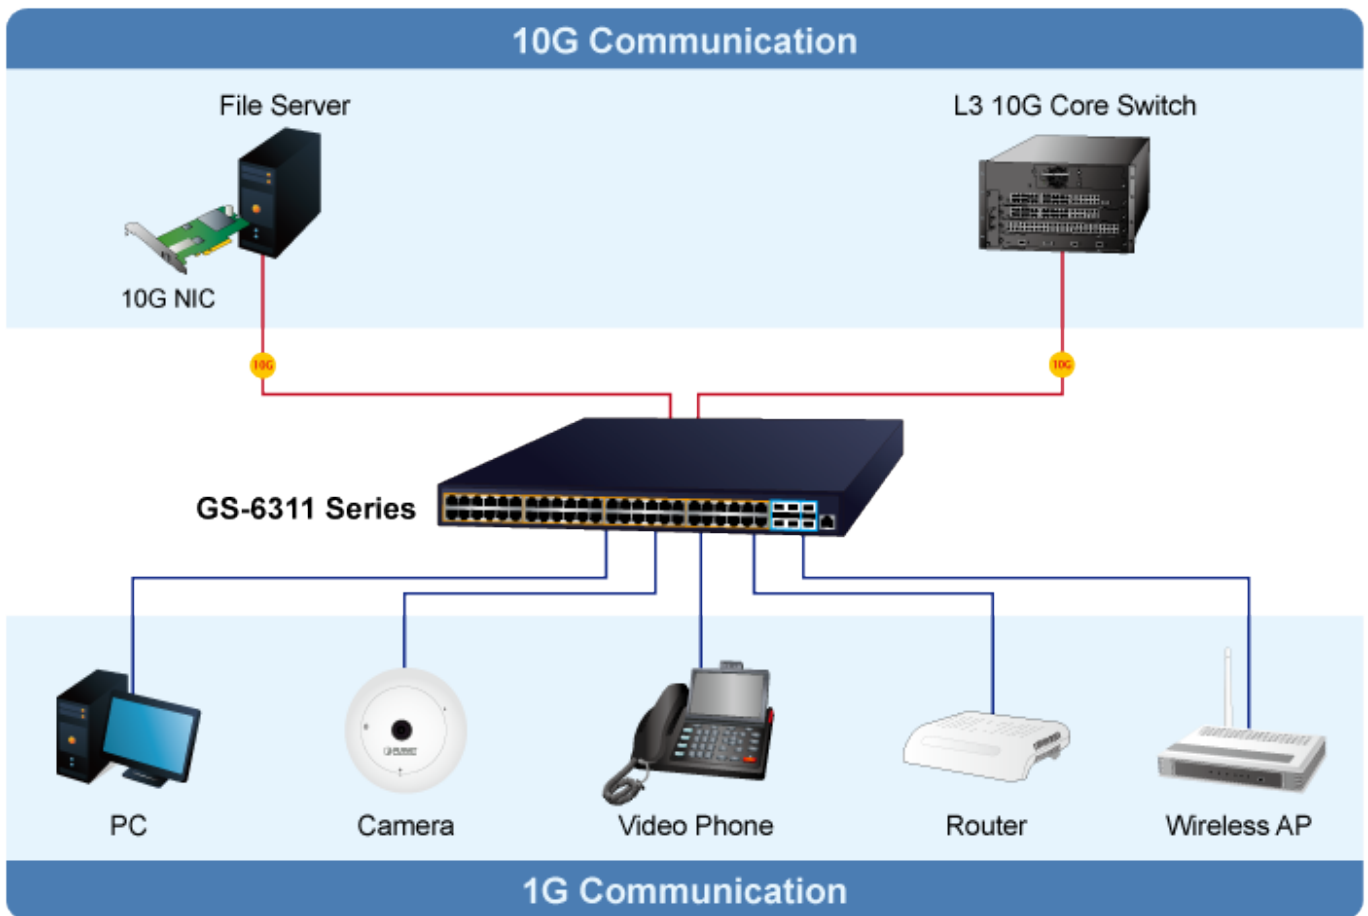 10G Communication
File Server
L3 10G Core Switch
10G NIC
10G
10G
GS-6311 Series
PLANET
PC
Camera
Video Phone
Router
Wireless AP
1G Communication